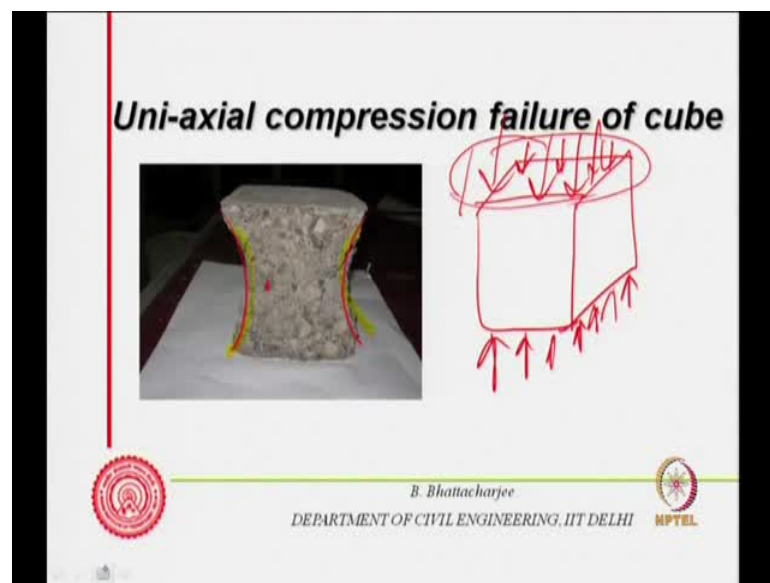 Uni-axial compression failure of cube
B. Bhattacharjee
DEPARTMENT OF CIVIL ENGINEERING, IIT DELHI
NPTEL